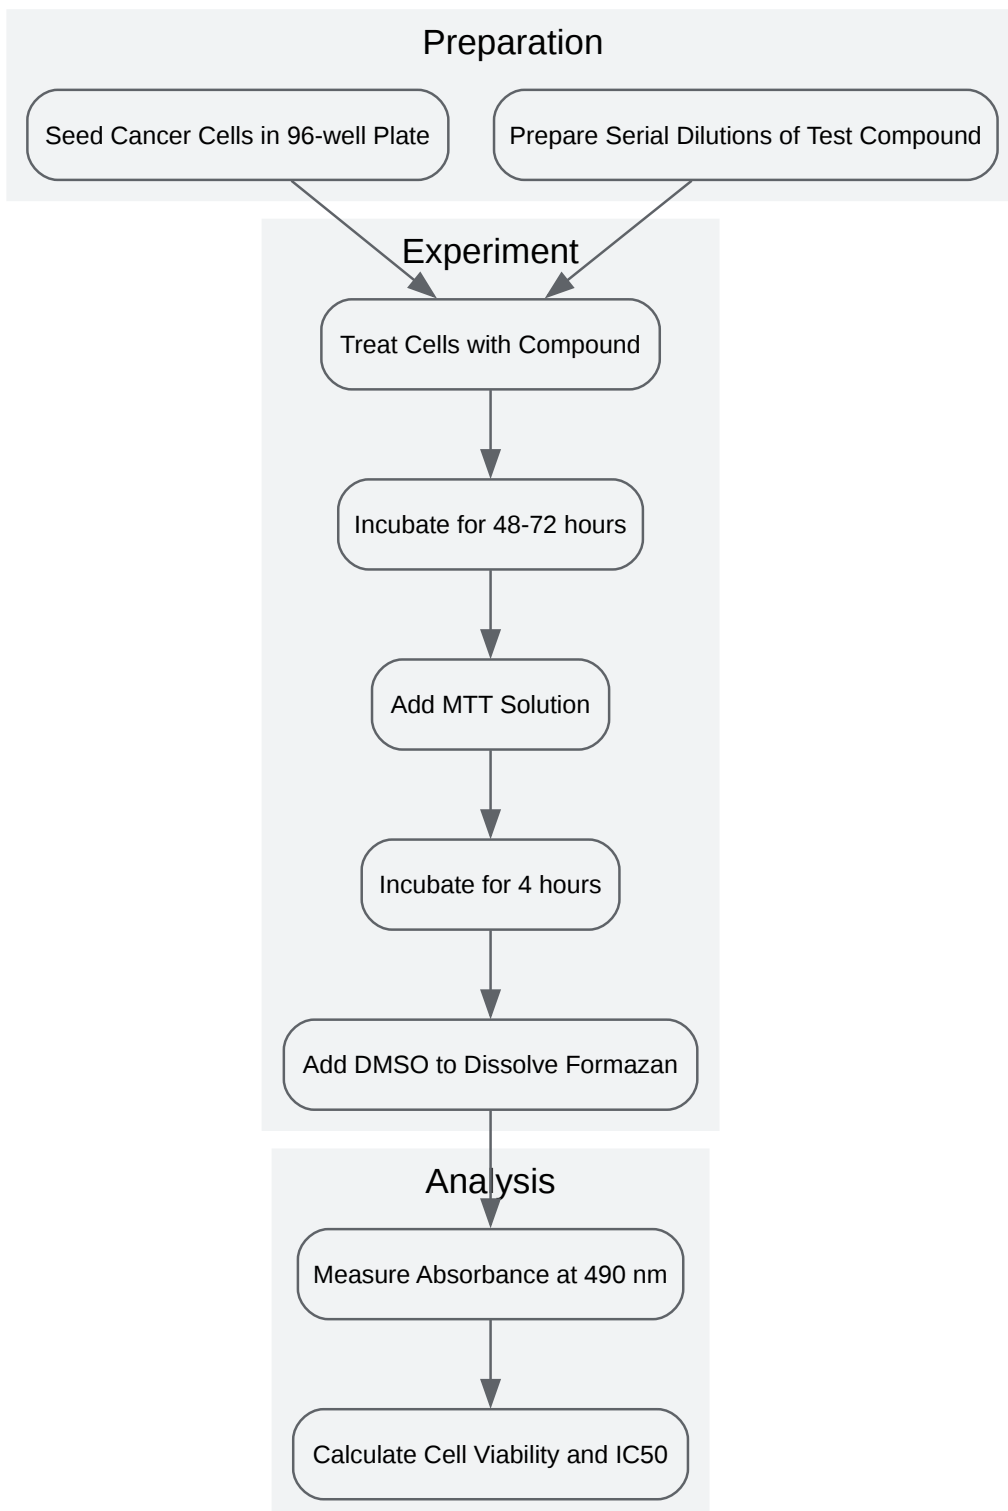 Preparation
Seed Cancer Cells in 96-well Plate
Prepare Serial Dilutions of Test Compound
Experiment
Treat Cells with Compound
Incubate for 48-72 hours
Add MTT Solution
Incubate for 4 hours
Add DMSO to Dissolve Formazan
Analysis
Measure Absorbance at 490 nm
Calculate Cell Viability and IC50